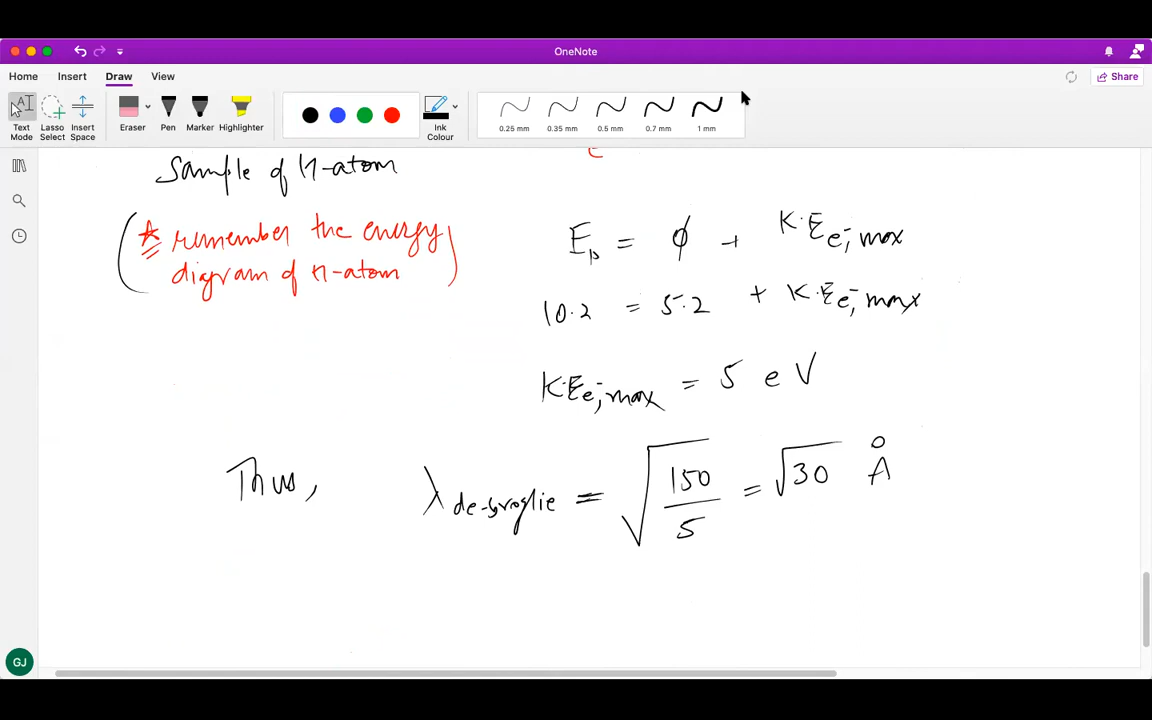 OneNote
Home Insert Draw View
Share
Text Mode
Lasso Select
Insert Space
Eraser
Pen
Marker
Highlighter
Ink Colour
0.25 mm
0.35 mm
0.5 mm
0.7 mm
1 mm
Sample of H-atom
(* remember the energy
diagram of H-atom)
E_p = φ + K.E_e-,max
10.2 = 5.2 + K.E_e-,max
KE_e-,max = 5 eV
Thus, λ_de-broglie = √(150/5) = √30 Å
GJ